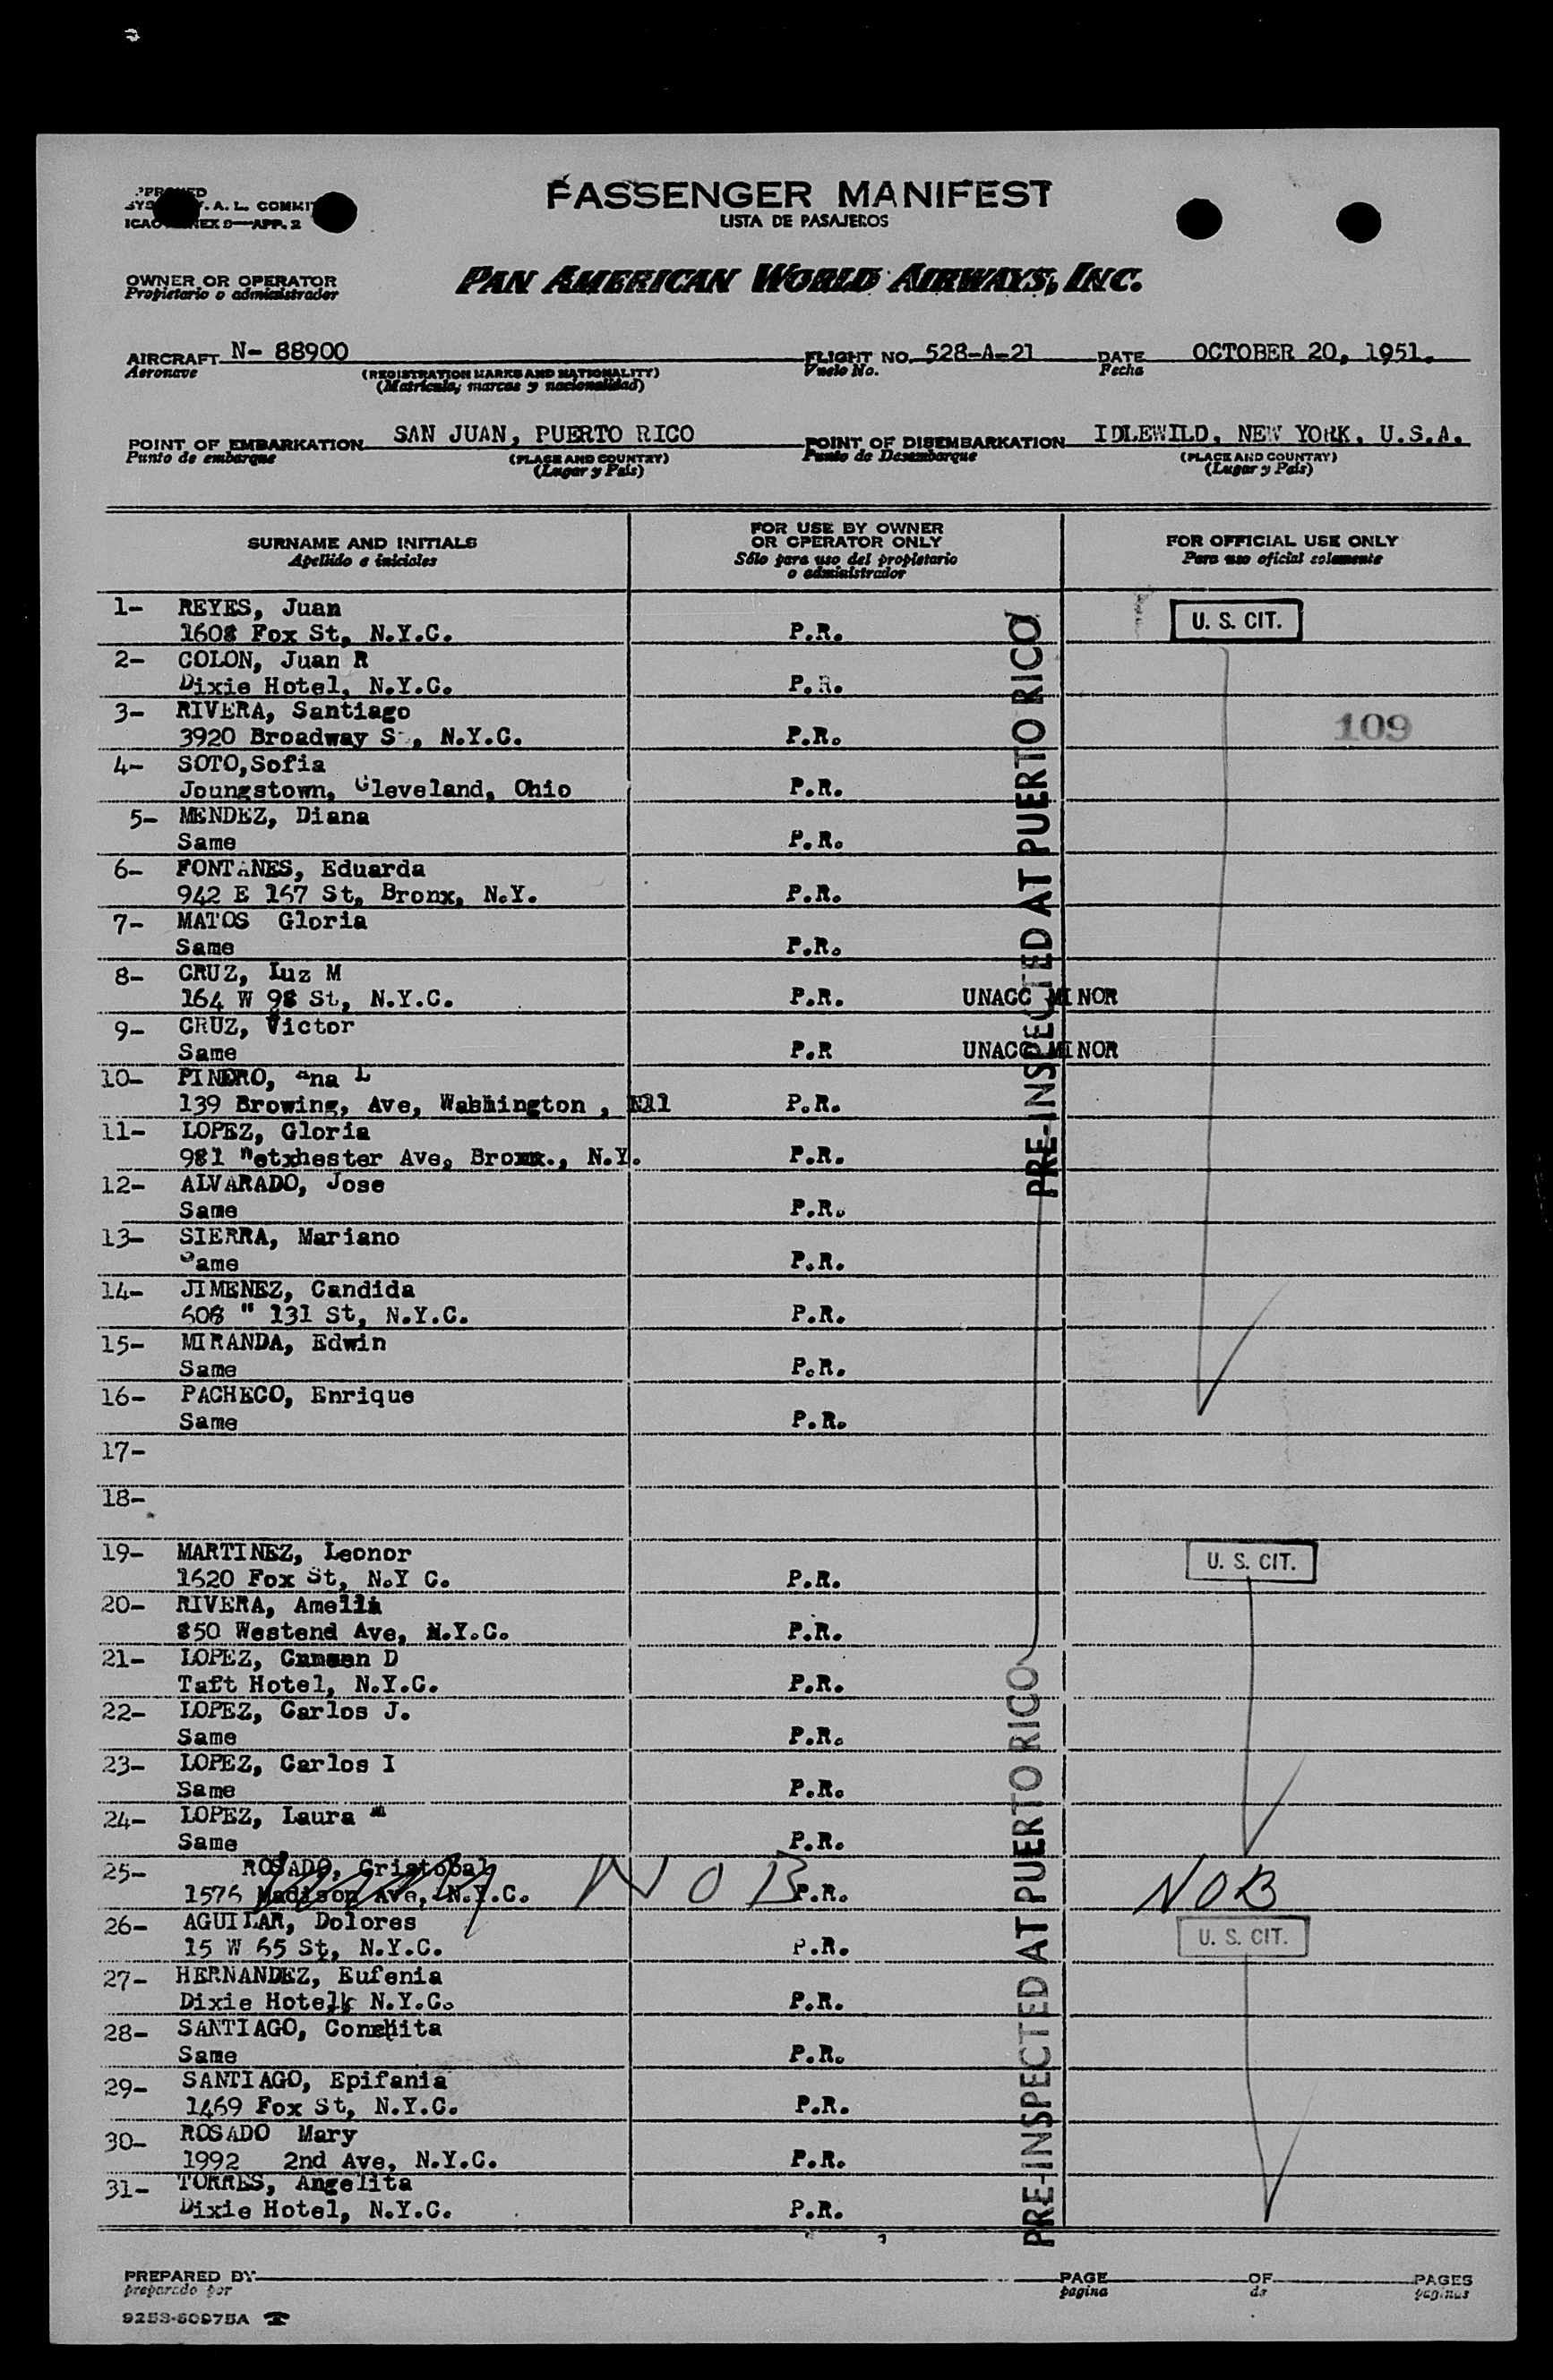 PASSENGER MANIFEST
LISTA DE PASAJEROS
A. L. COMMIT
ICAO ANNEX 9—APP. 2
OWNER OR OPERATOR
Propietario o administrador
PAN AMERICAN WORLD AIRWAYS, INC.
AIRCRAFT N- 88900 FLIGHT NO. 528-A-21 DATE OCTOBER 20, 1951.
Aeronave (REGISTRATION MARKS AND NATIONALITY) Vuelo No. Fecha
(Matrícula, marcas y nacionalidad)
POINT OF EMBARKATION SAN JUAN, PUERTO RICO POINT OF DISEMBARKATION IDLEWILD, NEW YORK, U.S.A.
Punto de embarque (PLACE AND COUNTRY) Punto de Desembarque (PLACE AND COUNTRY)
(Lugar y País) (Lugar y País)
SURNAME AND INITIALS
Apellido e iniciales
FOR USE BY OWNER
OR OPERATOR ONLY
Sólo para uso del propietario
o administrador
FOR OFFICIAL USE ONLY
Para uso oficial solamente
1- REYES, Juan
1608 Fox St, N.Y.C. P.R. U. S. CIT.
2- COLON, Juan R
Dixie Hotel, N.Y.C. P.R.
3- RIVERA, Santiago
3920 Broadway S , N.Y.C. P.R. 109
4- SOTO,Sofia
Joungstown, Cleveland, Ohio P.R.
5- MENDEZ, Diana
Same P.R.
6- FONTANES, Eduarda
942 E 167 St, Bronx, N.Y. P.R.
7- MATOS Gloria
Same P.R.
8- CRUZ, Luz M
164 W 98 St, N.Y.C. P.R. UNACC MINOR
9- CRUZ, Victor
Same P.R UNACC MINOR
10- PINERO, Ana L
139 Browing, Ave, Washington , P.R.
11- LOPEZ, Gloria
981 Wetxhester Ave, Bronx., N.Y. P.R.
12- ALVARADO, Jose
Same P.R.
13- SIERRA, Mariano
Same P.R.
14- JIMENEZ, Candida
608 " 131 St, N.Y.C. P.R.
15- MIRANDA, Edwin
Same P.R.
16- PACHECO, Enrique
Same P.R.
17-
18-
PRE-INSPECTED AT PUERTO RICO
19- MARTINEZ, Leonor U. S. CIT.
1620 Fox St, N.Y C. P.R.
20- RIVERA, Amelia
850 Westend Ave, N.Y.C. P.R.
21- LOPEZ, Carmen D
Taft Hotel, N.Y.C. P.R.
22- LOPEZ, Carlos J.
Same P.R.
23- LOPEZ, Carlos I
Same P.R.
24- LOPEZ, Laura M
Same P.R.
25- ROSADO, Cristobal
1576 Madison Ave, N.Y.C. NOB P.R. NOB
26- AGUILAR, Dolores U. S. CIT.
15 W 65 St, N.Y.C. P.R.
27- HERNANDEZ, Eufenia
Dixie Hotel, N.Y.C. P.R.
28- SANTIAGO, Conchita
Same P.R.
29- SANTIAGO, Epifania
1469 Fox St, N.Y.C. P.R.
30- ROSADO Mary
1992 2nd Ave, N.Y.C. P.R.
31- TORRES, Angelita
Dixie Hotel, N.Y.C. P.R.
PRE-INSPECTED AT PUERTO RICO
PREPARED BY PAGE OF PAGES
preparado por pagina de paginas
9253-60975A